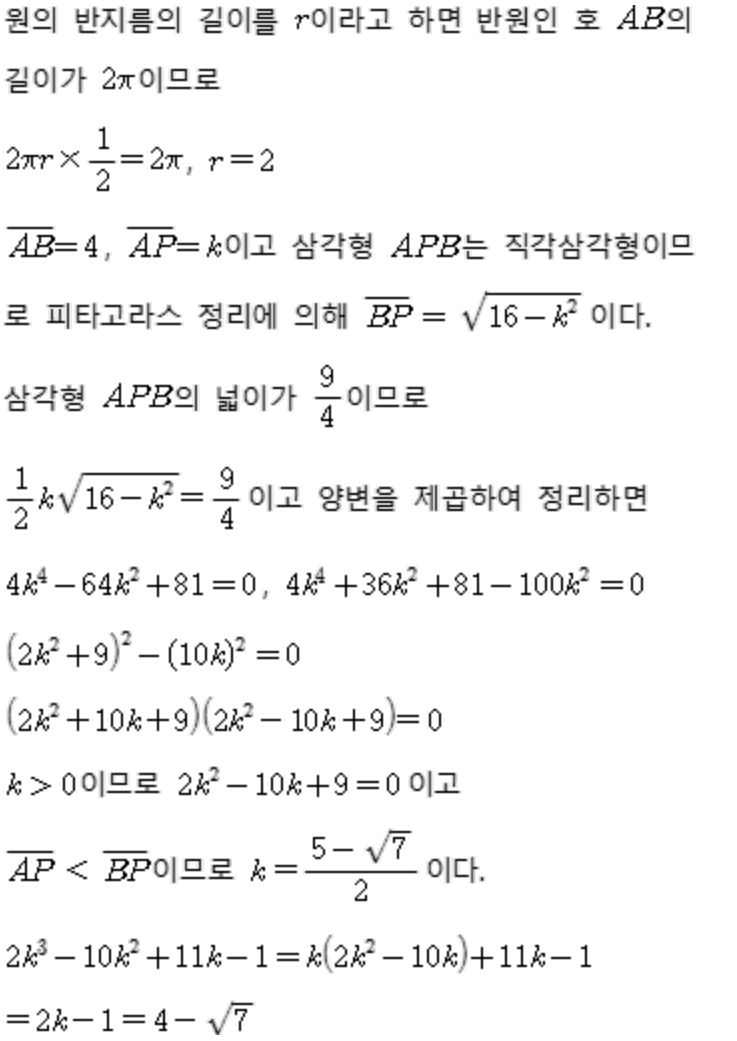 원의 반지름의 길이를 r이라고 하면 반원인 호 AB의
길이가 2π이므로
2πr × 1/2 = 2π, r = 2
A̅B̅ = 4, A̅P̅ = k이고 삼각형 APB는 직각삼각형이므
로 피타고라스 정리에 의해 B̅P̅ = √(16 − k²) 이다.
삼각형 APB의 넓이가 9/4 이므로
1/2 k√(16 − k²) = 9/4 이고 양변을 제곱하여 정리하면
4k⁴ − 64k² + 81 = 0, 4k⁴ + 36k² + 81 − 100k² = 0
(2k² + 9)² − (10k)² = 0
(2k² + 10k + 9)(2k² − 10k + 9) = 0
k > 0이므로 2k² − 10k + 9 = 0 이고
A̅P̅ < B̅P̅이므로 k = (5 − √7)/2 이다.
2k³ − 10k² + 11k − 1 = k(2k² − 10k) + 11k − 1
= 2k − 1 = 4 − √7